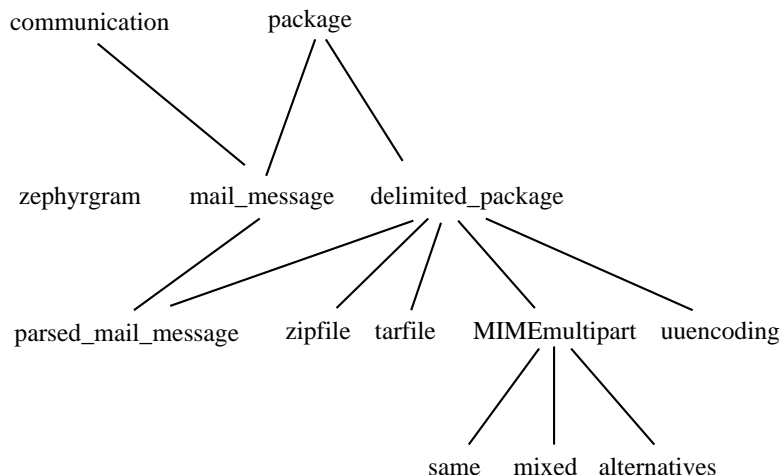 communication package
zephyrgram mail_message delimited_package
parsed_mail_message zipfile tarfile MIMEmultipart uuencoding
same mixed alternatives